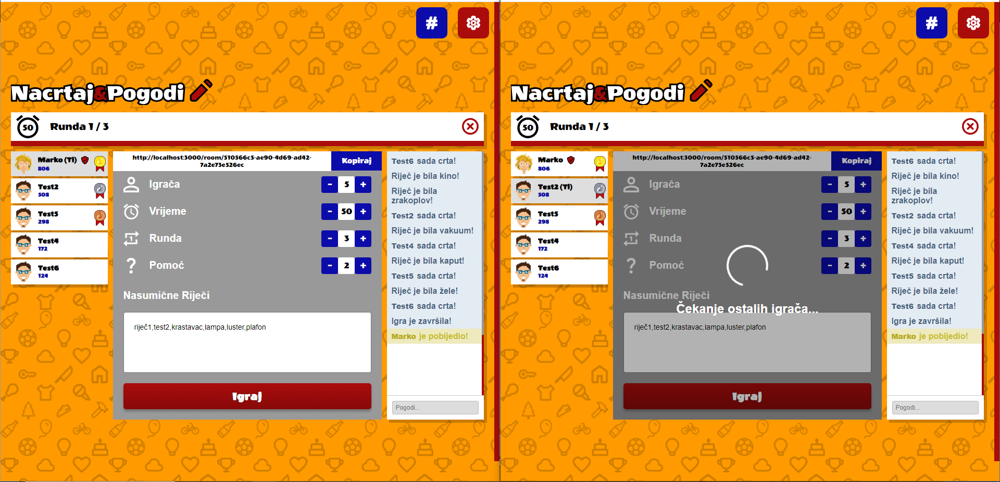 #
Nacrtaj&Pogodi
50
Runda 1 / 3
Marko (Ti)
806
1
Test2
508
2
Test5
298
3
Test4
172
Test6
124
http://localhost:3000/room/510566c5-ae90-4d69-ad42-
7a2e73e526ec
Kopiraj
Igrača
- 5 +
Vrijeme
- 50 +
1
Runda
- 3 +
?
Pomoć
- 2 +
Nasumične Riječi
riječ1,test2,krastavac,lampa,luster,plafon
Igraj
Test6 sada crta!
Riječ je bila kino!
Riječ je bila
zrakoplov!
Test2 sada crta!
Riječ je bila vakuum!
Test4 sada crta!
Riječ je bila kaput!
Test5 sada crta!
Riječ je bila žele!
Test6 sada crta!
Igra je završila!
Marko je pobijedio!
Pogodi...
#
Nacrtaj&Pogodi
50
Runda 1 / 3
Marko
806
1
Test2 (Ti)
508
2
Test5
298
3
Test4
172
Test6
124
http://localhost:3000/room/510566c5-ae90-4d69-ad42-
7a2e73e526ec
Kopiraj
Igrača
- 5 +
Vrijeme
- 50 +
1
Runda
- 3 +
?
Pomoć
- 2 +
Nasumične Riječi
Čekanje ostalih igrača...
riječ1,test2,krastavac,lampa,luster,plafon
Igraj
Test6 sada crta!
Riječ je bila kino!
Riječ je bila
zrakoplov!
Test2 sada crta!
Riječ je bila vakuum!
Test4 sada crta!
Riječ je bila kaput!
Test5 sada crta!
Riječ je bila žele!
Test6 sada crta!
Igra je završila!
Marko je pobijedio!
Pogodi...